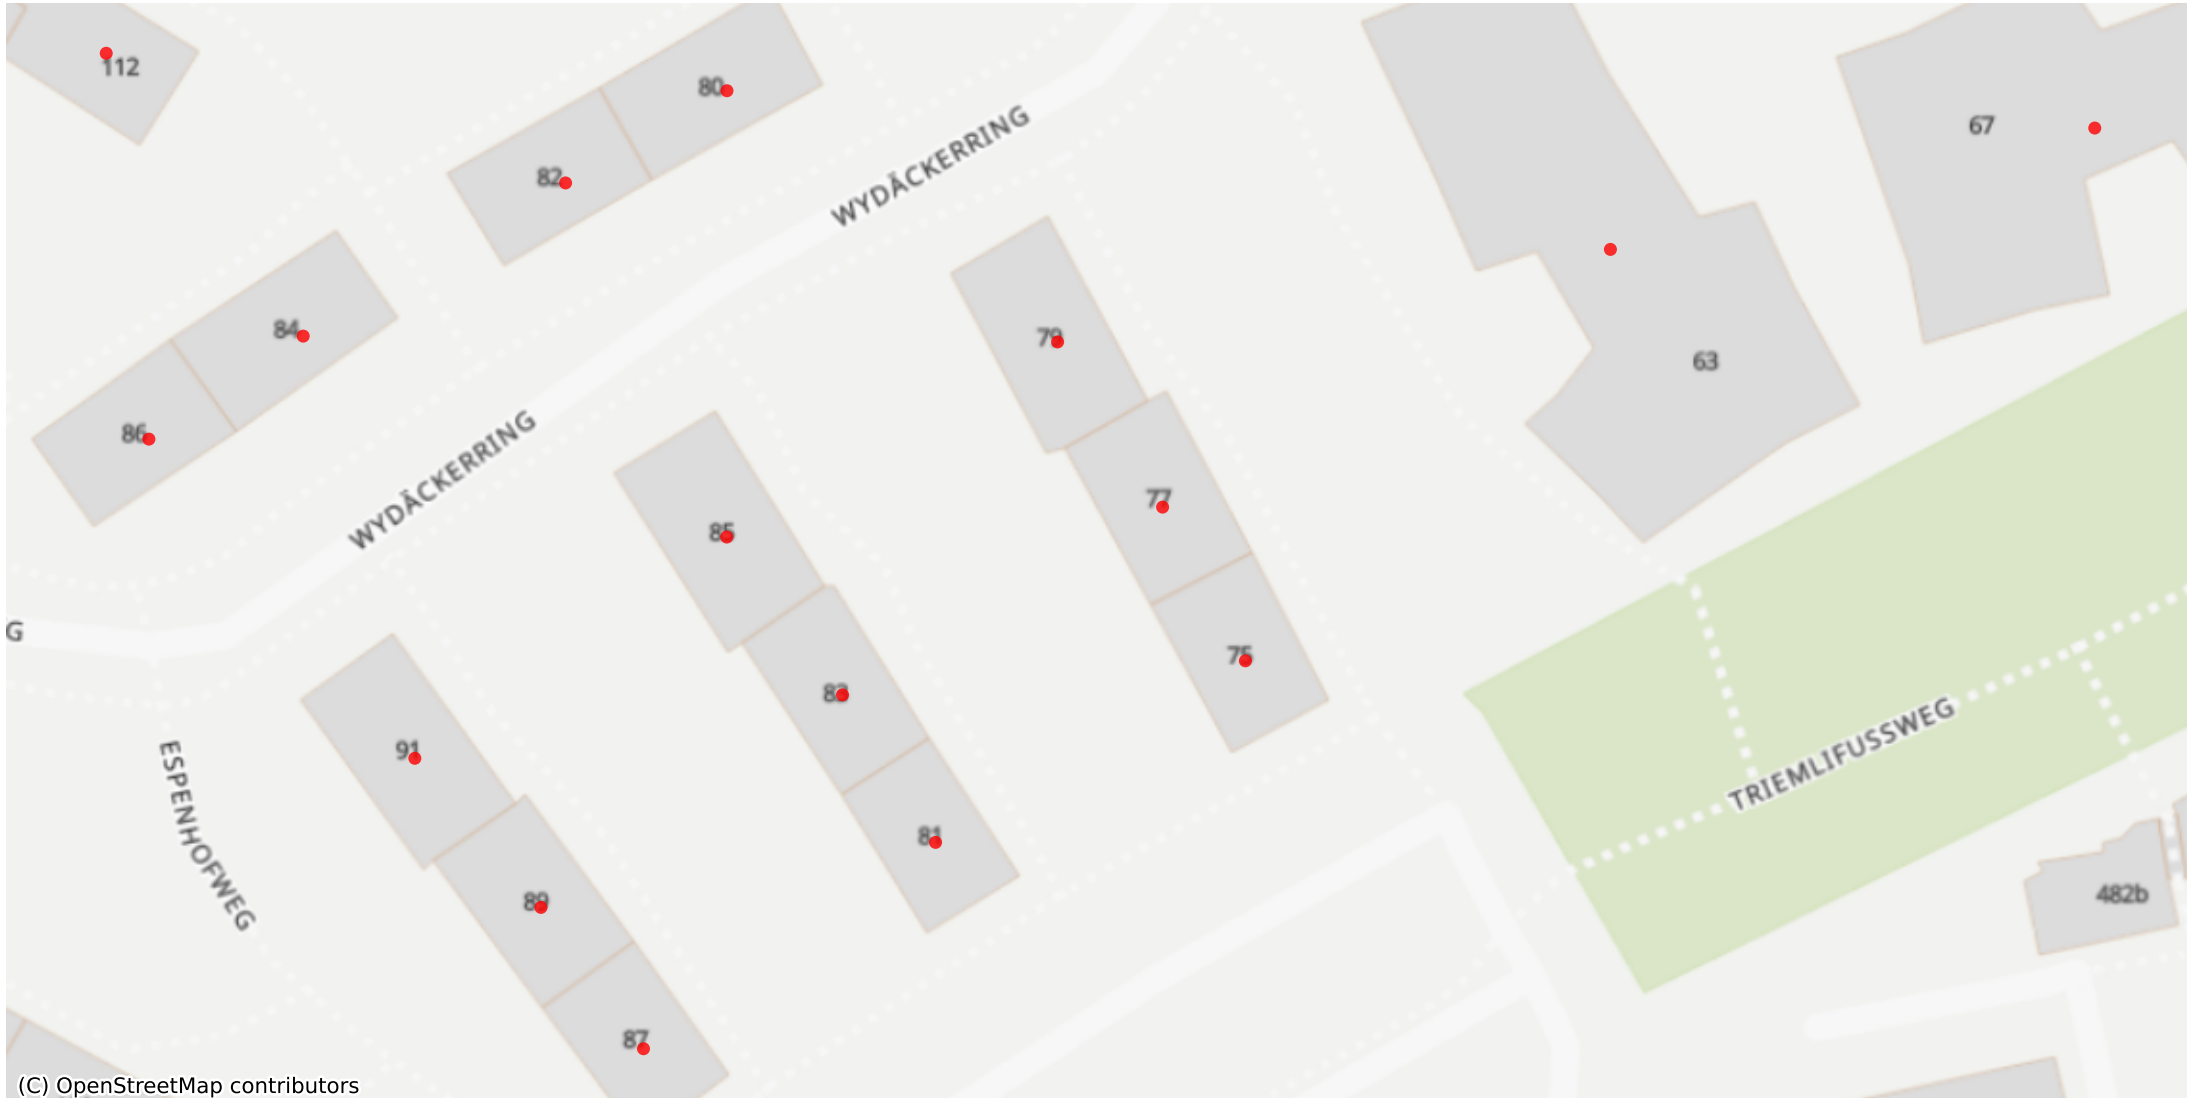 112
80
67
82
WYDÄCKERRING
84
79
63
86
WYDÄCKERRING
77
85
G
75
83
91
TRIEMLIFUSSWEG
ESPENHOFWEG
81
89
482b
87
(C) OpenStreetMap contributors